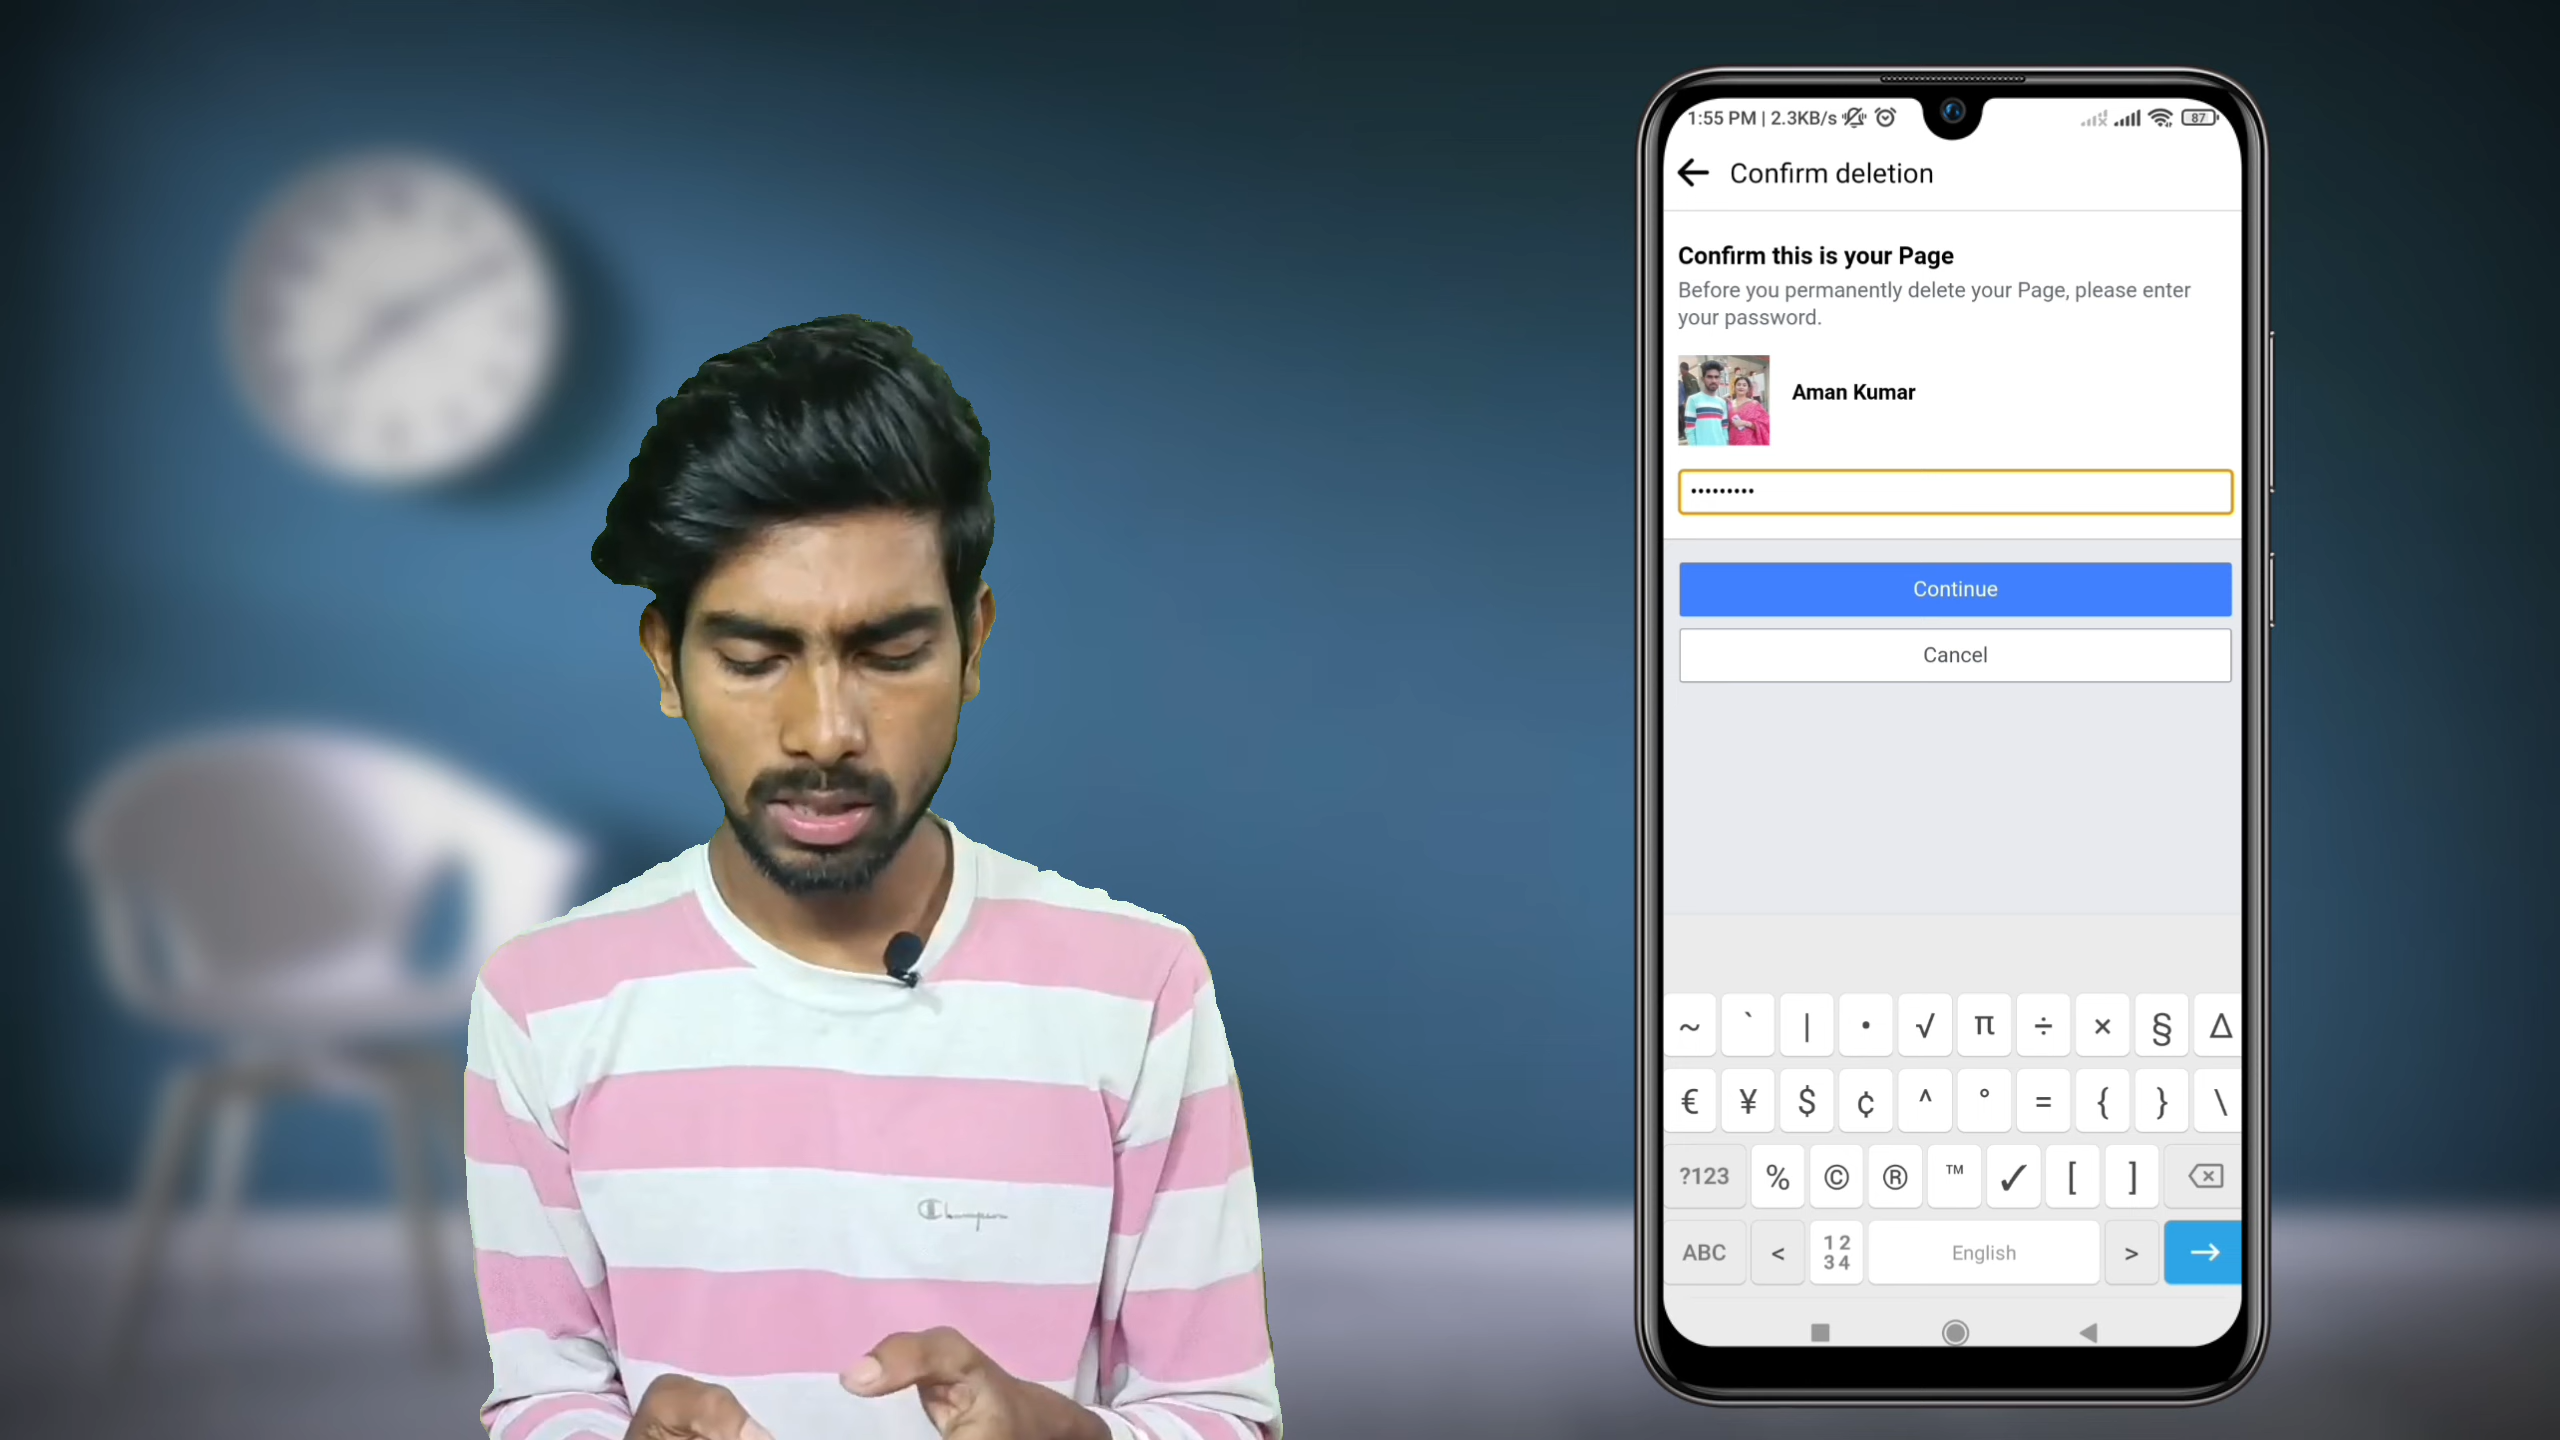 1:55 PM | 2.3KB/s
87
Confirm deletion
Confirm this is your Page
Before you permanently delete your Page, please enter
your password.
Aman Kumar
•••••••••
Continue
Cancel
~ ` | • √ π ÷ × § Δ
€ ¥ $ ¢ ^ ° = { } \
?123 % © ® ™ ✓ [ ]
ABC < 1 2 3 4 English >
Champion